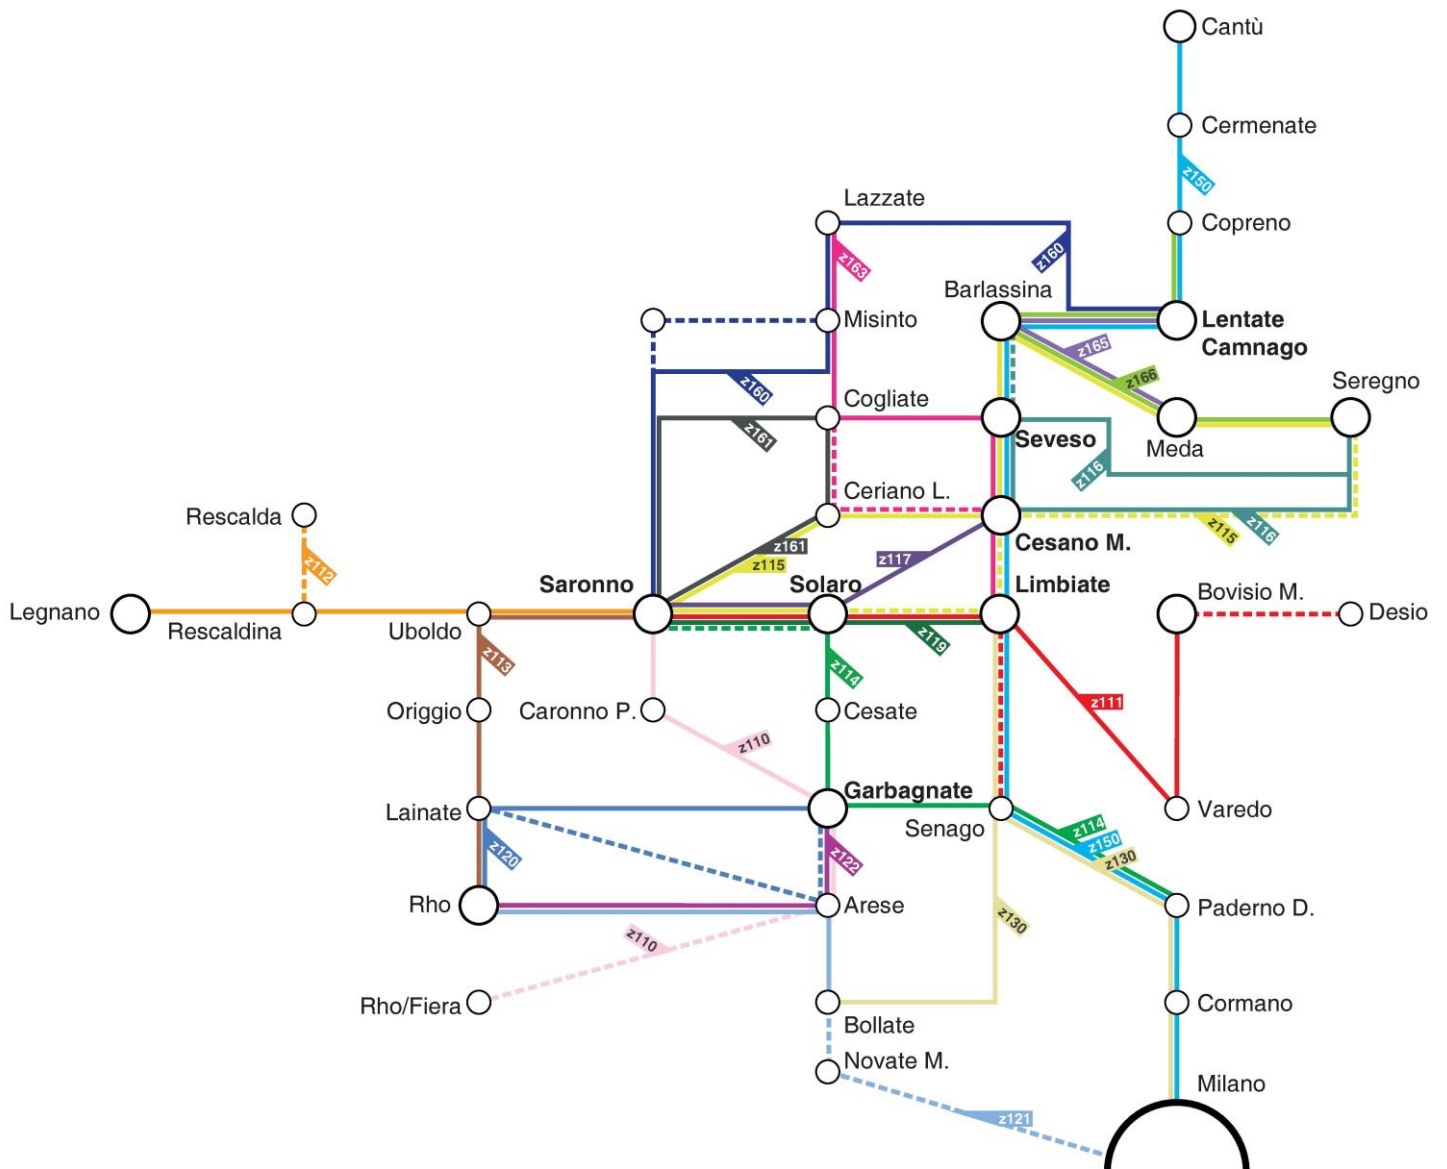 Cantù
Cermenate
z150
Lazzate
Copreno
z163
z160
Barlassina
Misinto
Lentate
Camnago
z165
z166
z160
Seregno
Cogliate
z161
Seveso
Meda
z116
Ceriano L.
Rescalda
z115
z116
z161
z117
Cesano M.
z115
z112
Saronno
Solaro
Limbiate
Bovisio M.
Legnano
Desio
Rescaldina
Uboldo
z119
z113
z114
Origgio
Caronno P.
Cesate
z111
z110
Garbagnate
Lainate
Senago
Varedo
z114
z150
z130
z120
z122
Rho
Arese
Paderno D.
z130
z110
Rho/Fiera
Cormano
Bollate
Novate M.
Milano
z121